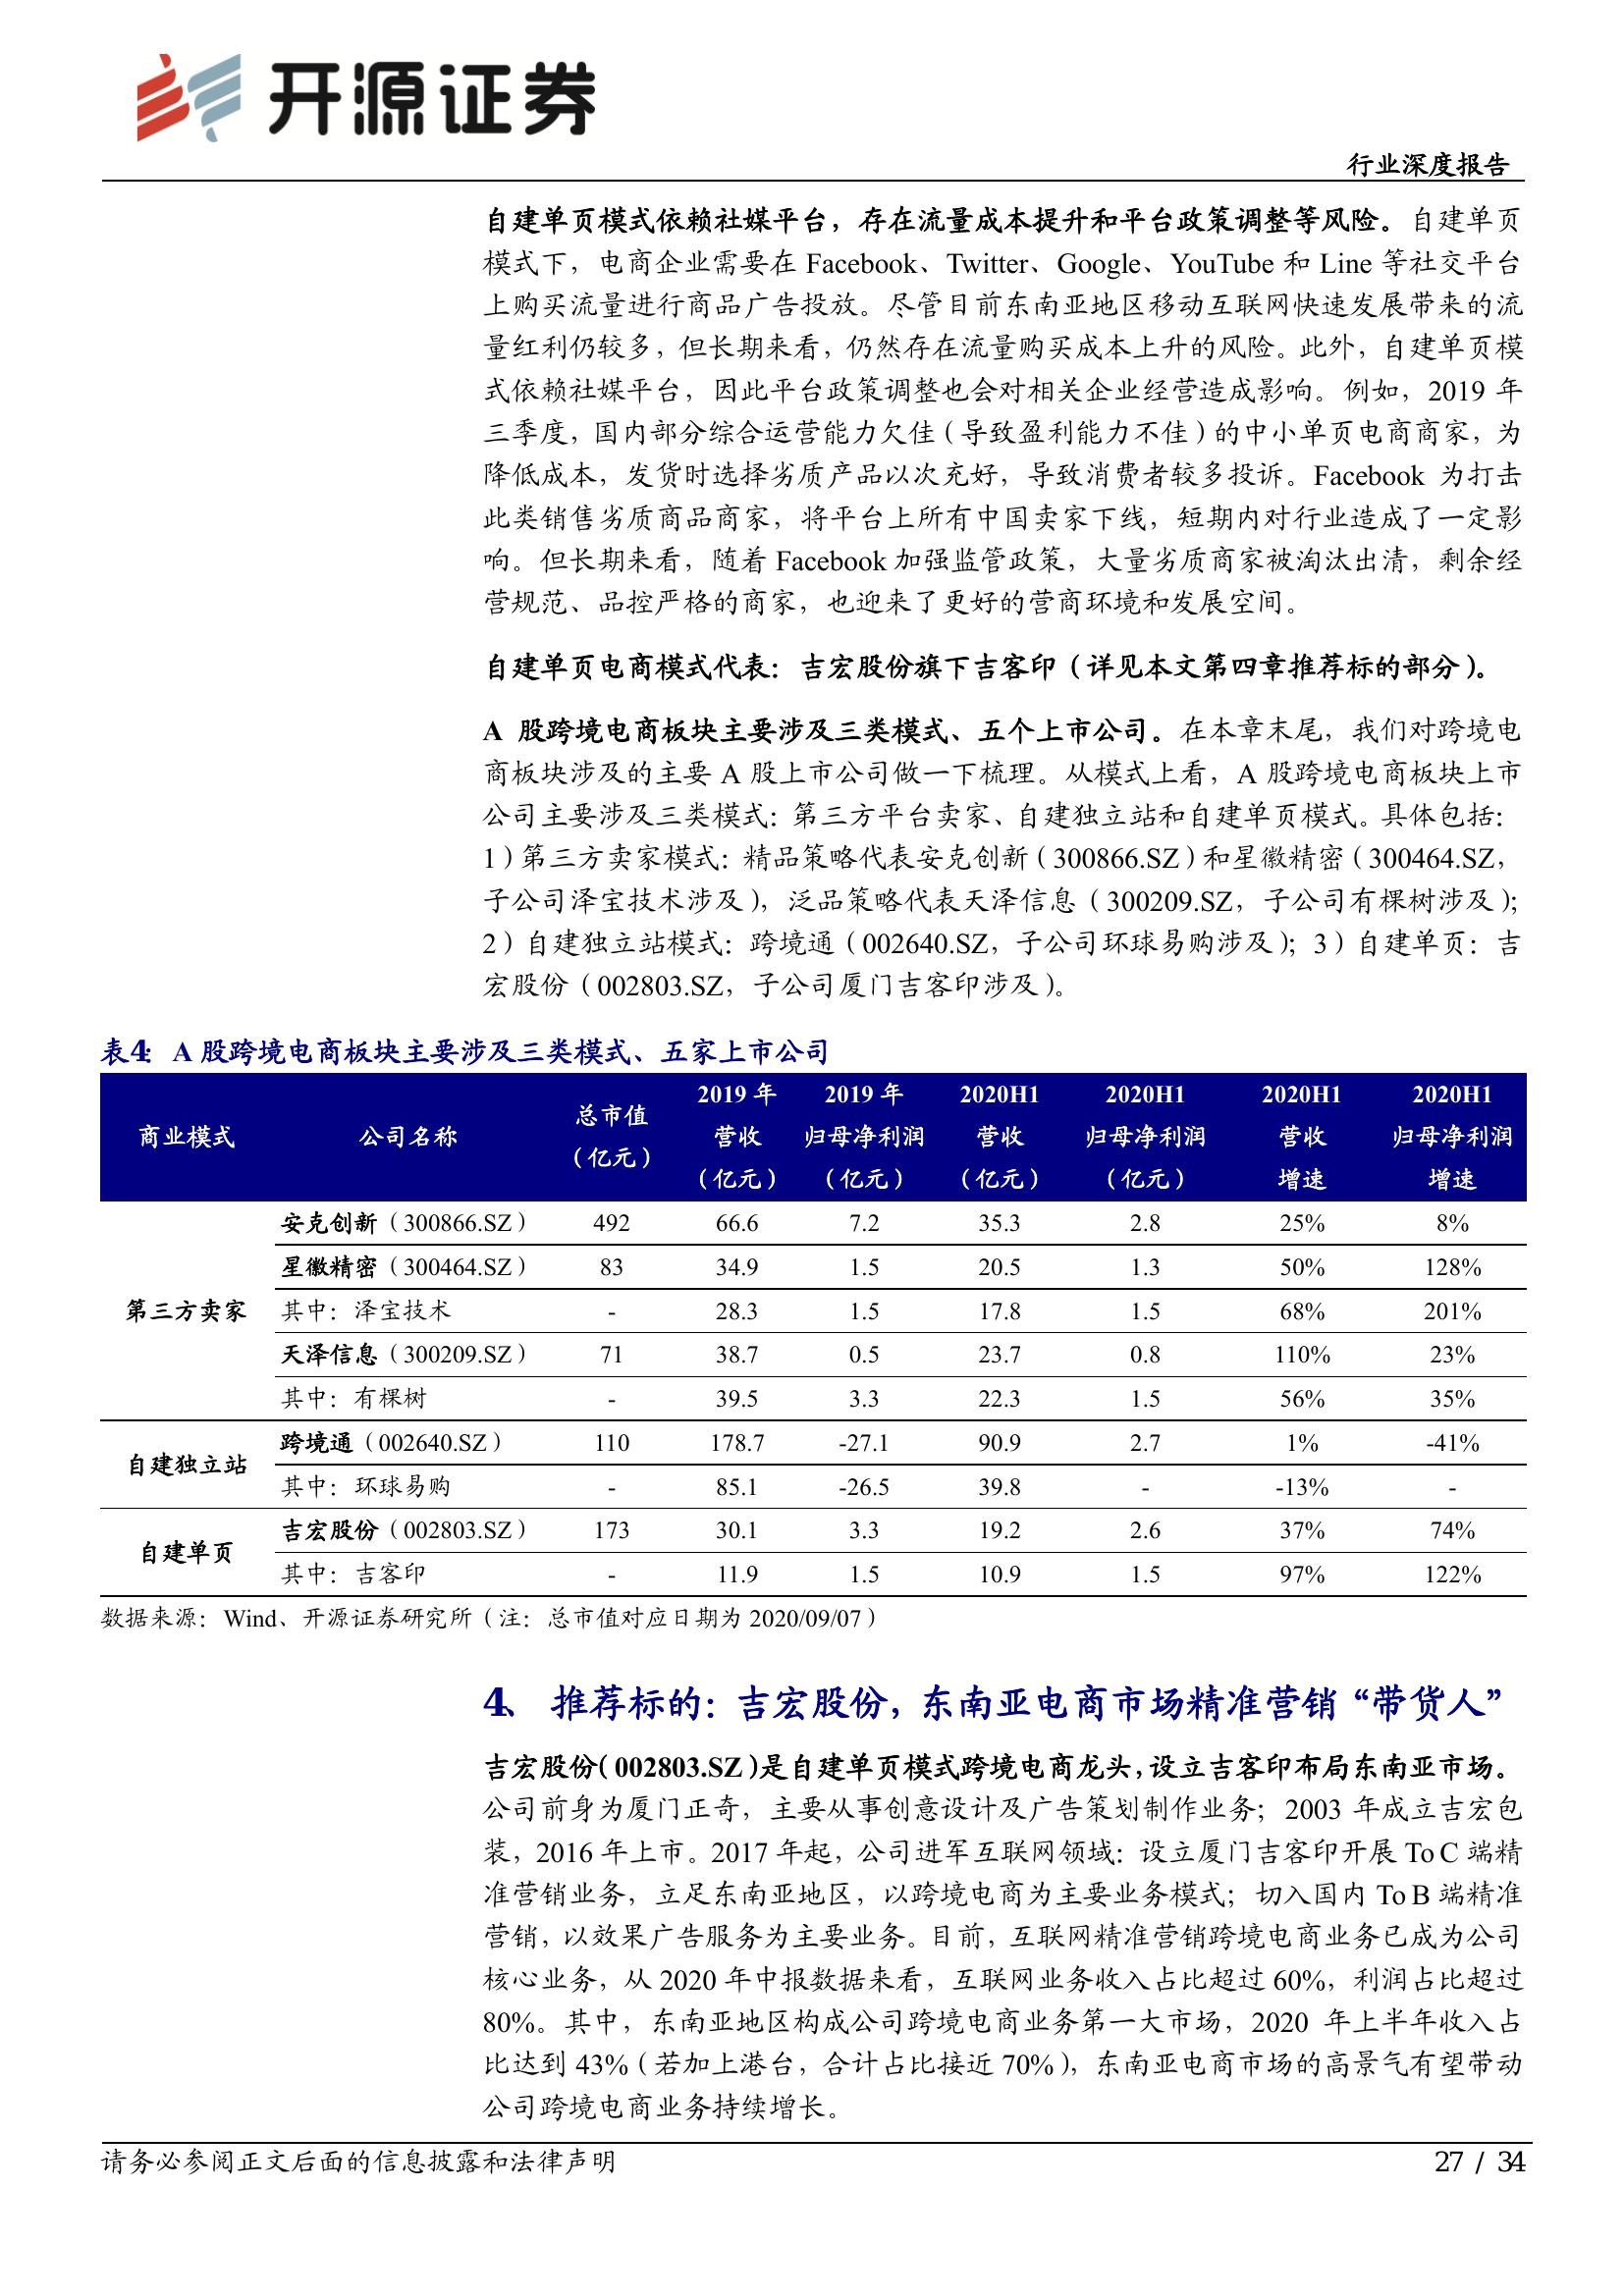 开源证券
行业深度报告
自建单页模式依赖社媒平台，存在流量成本提升和平台政策调整等风险。自建单页
模式下，电商企业需要在 Facebook、Twitter、Google、YouTube 和 Line 等社交平台
上购买流量进行商品广告投放。尽管目前东南亚地区移动互联网快速发展带来的流
量红利仍较多，但长期来看，仍然存在流量购买成本上升的风险。此外，自建单页模
式依赖社媒平台，因此平台政策调整也会对相关企业经营造成影响。例如，2019 年
三季度，国内部分综合运营能力欠佳（导致盈利能力不佳）的中小单页电商商家，为
降低成本，发货时选择劣质产品以次充好，导致消费者较多投诉。Facebook 为打击
此类销售劣质商品商家，将平台上所有中国卖家下线，短期内对行业造成了一定影
响。但长期来看，随着 Facebook 加强监管政策，大量劣质商家被淘汰出清，剩余经
营规范、品控严格的商家，也迎来了更好的营商环境和发展空间。
自建单页电商模式代表：吉宏股份旗下吉客印（详见本文第四章推荐标的部分）。
A 股跨境电商板块主要涉及三类模式、五个上市公司。在本章末尾，我们对跨境电
商板块涉及的主要 A 股上市公司做一下梳理。从模式上看，A 股跨境电商板块上市
公司主要涉及三类模式：第三方平台卖家、自建独立站和自建单页模式。具体包括：
1）第三方卖家模式：精品策略代表安克创新（300866.SZ）和星徽精密（300464.SZ，
子公司泽宝技术涉及），泛品策略代表天泽信息（300209.SZ，子公司有棵树涉及）；
2）自建独立站模式：跨境通（002640.SZ，子公司环球易购涉及）；3）自建单页：吉
宏股份（002803.SZ，子公司厦门吉客印涉及）。
表4： A 股跨境电商板块主要涉及三类模式、五家上市公司
商业模式 公司名称 总市值（亿元） 2019 年营收（亿元） 2019 年归母净利润（亿元） 2020H1营收（亿元） 2020H1归母净利润（亿元） 2020H1营收增速 2020H1归母净利润增速
第三方卖家 安克创新（300866.SZ） 492 66.6 7.2 35.3 2.8 25% 8%
星徽精密（300464.SZ） 83 34.9 1.5 20.5 1.3 50% 128%
其中：泽宝技术 - 28.3 1.5 17.8 1.5 68% 201%
天泽信息（300209.SZ） 71 38.7 0.5 23.7 0.8 110% 23%
其中：有棵树 - 39.5 3.3 22.3 1.5 56% 35%
自建独立站 跨境通（002640.SZ） 110 178.7 -27.1 90.9 2.7 1% -41%
其中：环球易购 - 85.1 -26.5 39.8 - -13% -
自建单页 吉宏股份（002803.SZ） 173 30.1 3.3 19.2 2.6 37% 74%
其中：吉客印 - 11.9 1.5 10.9 1.5 97% 122%
数据来源：Wind、开源证券研究所（注：总市值对应日期为 2020/09/07）
4、 推荐标的：吉宏股份，东南亚电商市场精准营销“带货人”
吉宏股份（002803.SZ）是自建单页模式跨境电商龙头，设立吉客印布局东南亚市场。
公司前身为厦门正奇，主要从事创意设计及广告策划制作业务；2003 年成立吉宏包
装，2016 年上市。2017 年起，公司进军互联网领域：设立厦门吉客印开展 To C 端精
准营销业务，立足东南亚地区，以跨境电商为主要业务模式；切入国内 To B 端精准
营销，以效果广告服务为主要业务。目前，互联网精准营销跨境电商业务已成为公司
核心业务，从 2020 年中报数据来看，互联网业务收入占比超过 60%，利润占比超过
80%。其中，东南亚地区构成公司跨境电商业务第一大市场，2020 年上半年收入占
比达到 43%（若加上港台，合计占比接近 70%），东南亚电商市场的高景气有望带动
公司跨境电商业务持续增长。
请务必参阅正文后面的信息披露和法律声明
27 / 34